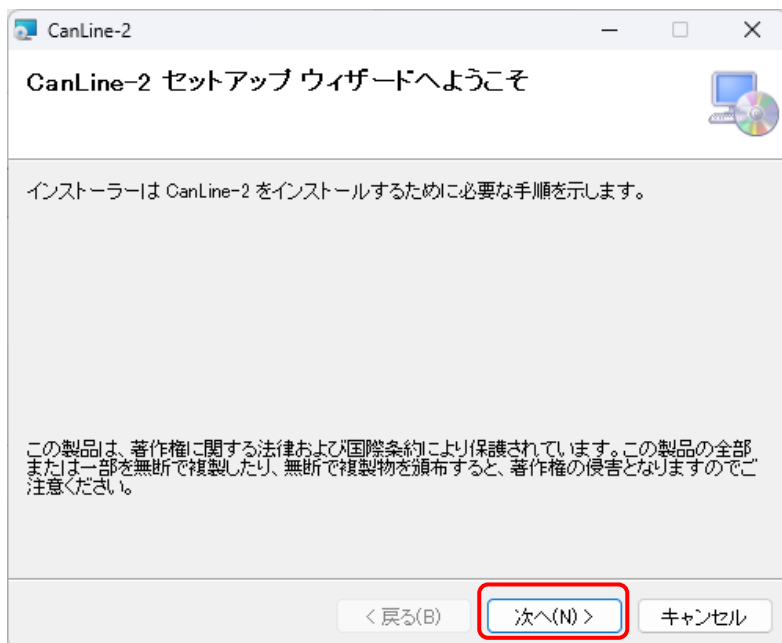 CanLine-2
CanLine-2 セットアップ ウィザードへようこそ
インストーラーは CanLine-2 をインストールするために必要な手順を示します。
この製品は、著作権に関する法律および国際条約により保護されています。この製品の全部
または一部を無断で複製したり、無断で複製物を頒布すると、著作権の侵害となりますのでご
注意ください。
< 戻る(B)
次へ(N) >
キャンセル